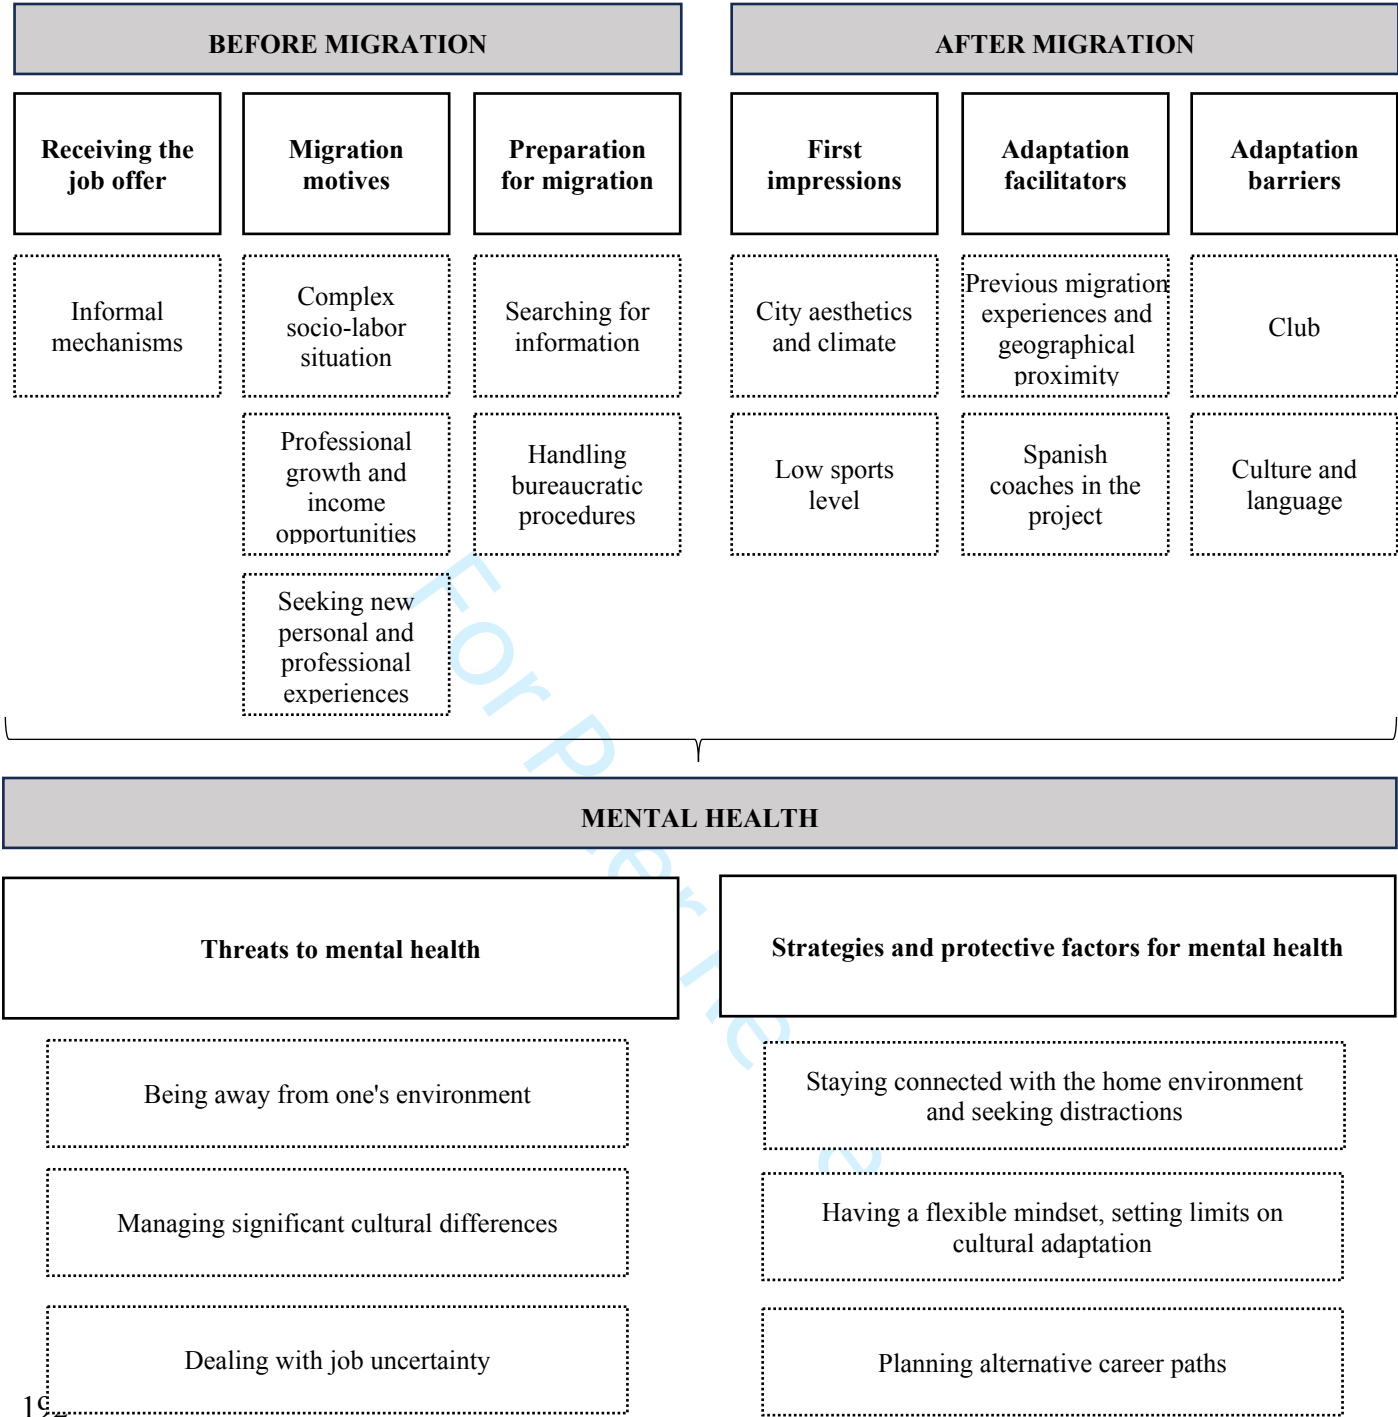 BEFORE MIGRATION
AFTER MIGRATION
Receiving the
job offer
Migration
motives
Preparation
for migration
First
impressions
Adaptation
facilitators
Adaptation
barriers
Informal
mechanisms
Complex
socio-labor
situation
Searching for
information
City aesthetics
and climate
Previous migration
experiences and
geographical
proximity
Club
Professional
growth and
income
opportunities
Handling
bureaucratic
procedures
Low sports
level
Spanish
coaches in the
project
Culture and
language
Seeking new
personal and
professional
experiences
For Peer
MENTAL HEALTH
Threats to mental health
Strategies and protective factors for mental health
Being away from one's environment
Staying connected with the home environment
and seeking distractions
Managing significant cultural differences
Having a flexible mindset, setting limits on
cultural adaptation
Dealing with job uncertainty
Planning alternative career paths